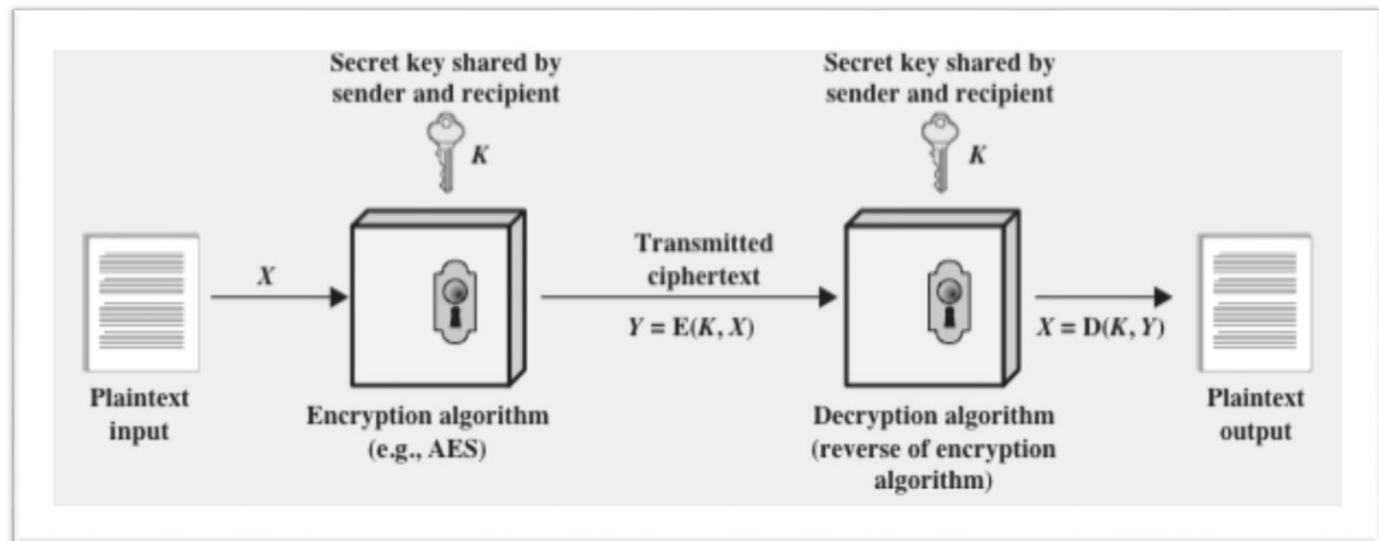 Secret key shared by
sender and recipient
K
Secret key shared by
sender and recipient
K
X
Transmitted
ciphertext
Y = E(K, X)
X = D(K, Y)
Plaintext
input
Encryption algorithm
(e.g., AES)
Decryption algorithm
(reverse of encryption
algorithm)
Plaintext
output